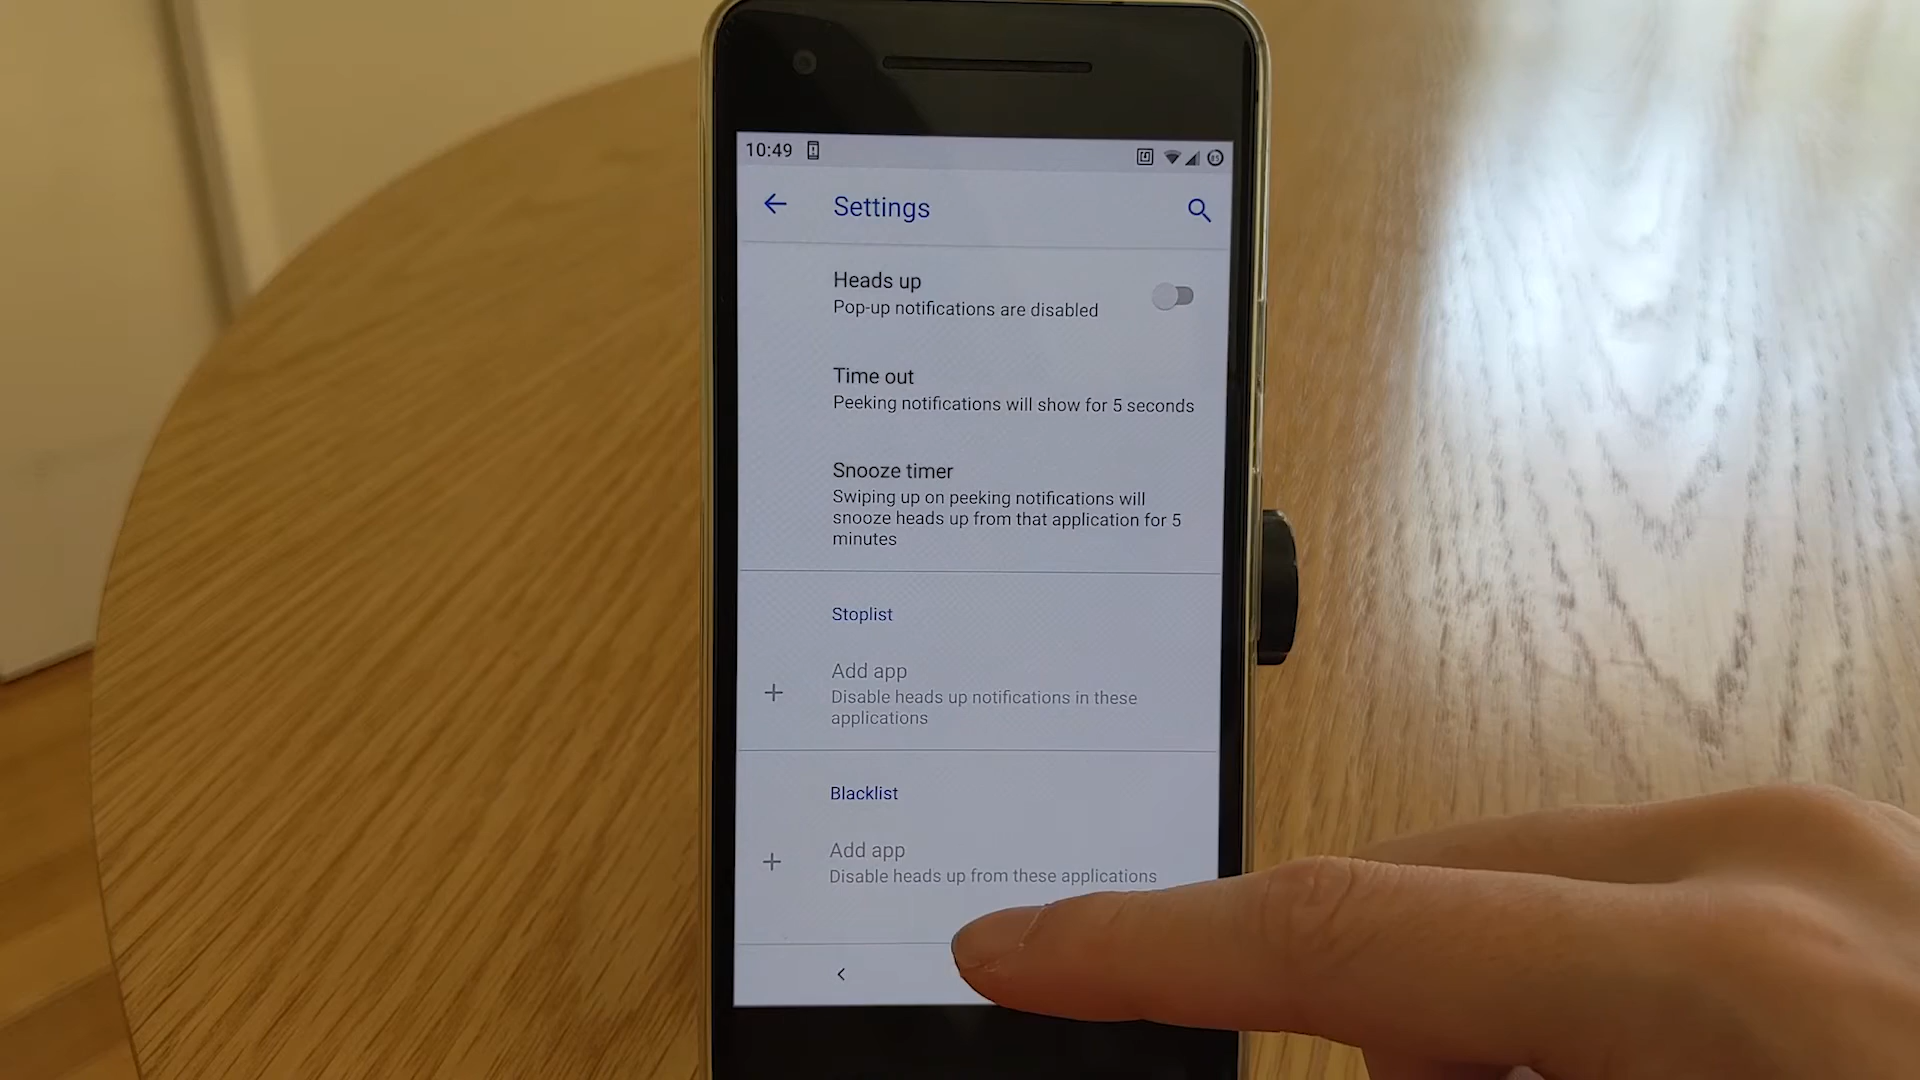 10:49
Settings
Heads up
Pop-up notifications are disabled
Time out
Peeking notifications will show for 5 seconds
Snooze timer
Swiping up on peeking notifications will
snooze heads up from that application for 5
minutes
Stoplist
Add app
Disable heads up notifications in these
applications
Blacklist
Add app
Disable heads up from these applications